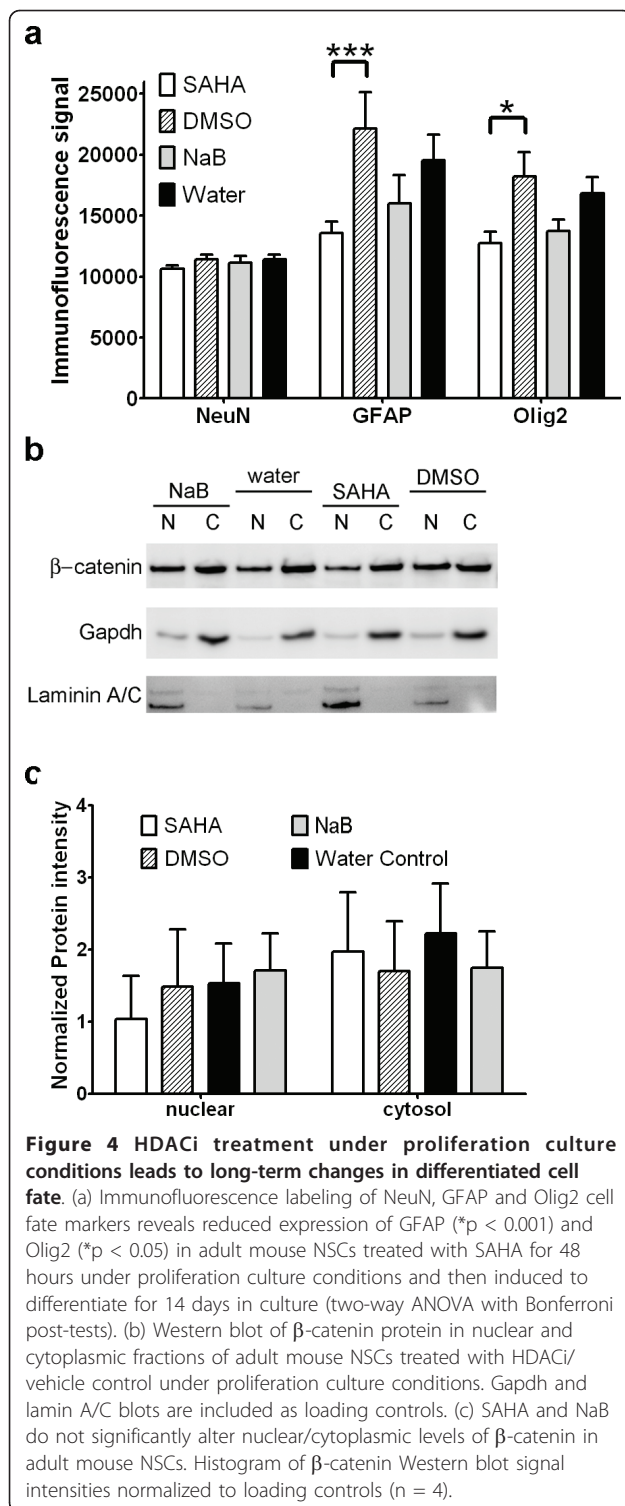 a
***
*
SAHA
DMSO
NaB
Water
25000
20000
15000
10000
5000
0
Immunofluorescence signal
NeuN GFAP Olig2
b
NaB water SAHA DMSO
N C N C N C N C
β–catenin
Gapdh
Laminin A/C
c
4
3
2
1
0
Normalized Protein intensity
SAHA NaB
DMSO Water Control
nuclear cytosol
Figure 4 HDACi treatment under proliferation culture
conditions leads to long-term changes in differentiated cell
fate. (a) Immunofluorescence labeling of NeuN, GFAP and Olig2 cell
fate markers reveals reduced expression of GFAP (*p < 0.001) and
Olig2 (*p < 0.05) in adult mouse NSCs treated with SAHA for 48
hours under proliferation culture conditions and then induced to
differentiate for 14 days in culture (two-way ANOVA with Bonferroni
post-tests). (b) Western blot of β-catenin protein in nuclear and
cytoplasmic fractions of adult mouse NSCs treated with HDACi/
vehicle control under proliferation culture conditions. Gapdh and
lamin A/C blots are included as loading controls. (c) SAHA and NaB
do not significantly alter nuclear/cytoplasmic levels of β-catenin in
adult mouse NSCs. Histogram of β-catenin Western blot signal
intensities normalized to loading controls (n = 4).